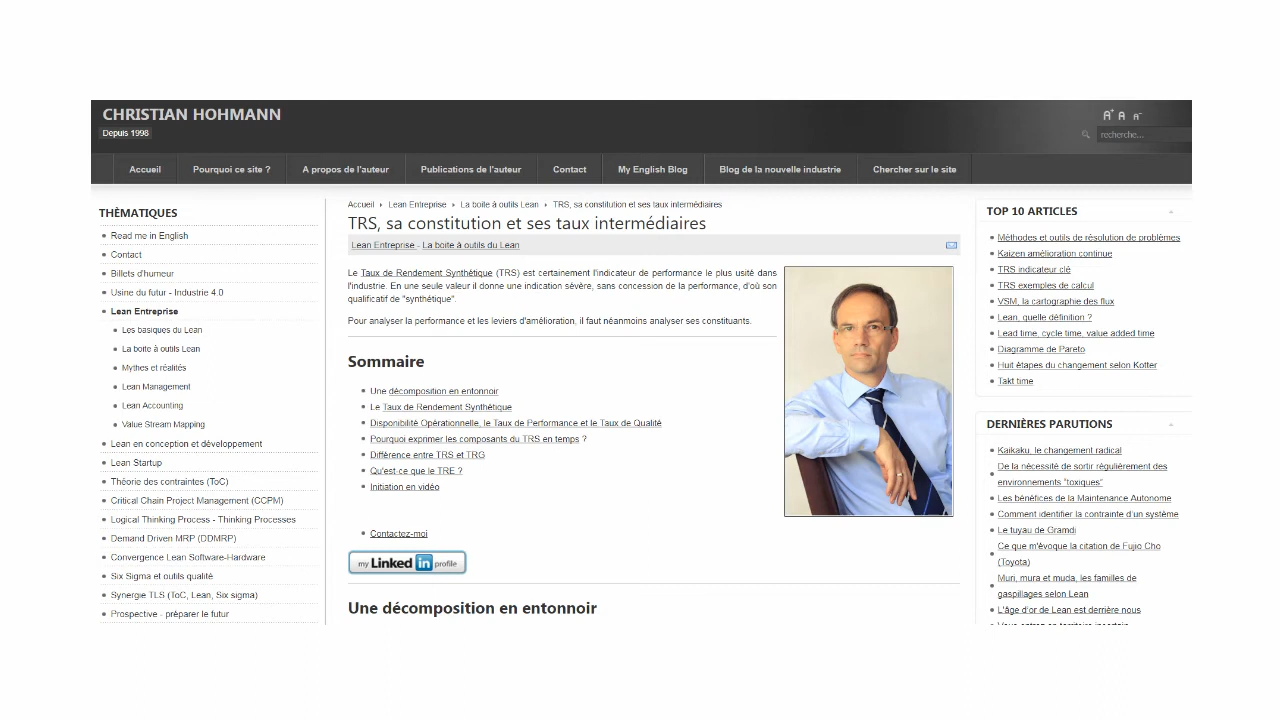 CHRISTIAN HOHMANN
Depuis 1998
A+ A A-
recherche...
Accueil
Pourquoi ce site ?
A propos de l'auteur
Publications de l'auteur
Contact
My English Blog
Blog de la nouvelle industrie
Chercher sur le site
THÈMATIQUES
Read me in English
Contact
Billets d'humeur
Usine du futur - Industrie 4.0
Lean Entreprise
Les basiques du Lean
La boite à outils Lean
Mythes et réalités
Lean Management
Lean Accounting
Value Stream Mapping
Lean en conception et développement
Lean Startup
Théorie des contraintes (ToC)
Critical Chain Project Management (CCPM)
Logical Thinking Process - Thinking Processes
Demand Driven MRP (DDMRP)
Convergence Lean Software-Hardware
Six Sigma et outils qualité
Synergie TLS (ToC, Lean, Six sigma)
Prospective - préparer le futur
Accueil Lean Entreprise La boite à outils Lean TRS, sa constitution et ses taux intermédiaires
TRS, sa constitution et ses taux intermédiaires
Lean Entreprise - La boite à outils du Lean
Le Taux de Rendement Synthétique (TRS) est certainement l'indicateur de performance le plus usité dans
l'industrie. En une seule valeur il donne une indication sévère, sans concession de la performance, d'où son
qualificatif de "synthétique".
Pour analyser la performance et les leviers d'amélioration, il faut néanmoins analyser ses constituants.
Sommaire
Une décomposition en entonnoir
Le Taux de Rendement Synthétique
Disponibilité Opérationnelle, le Taux de Performance et le Taux de Qualité
Pourquoi exprimer les composants du TRS en temps ?
Différence entre TRS et TRG
Qu'est-ce que le TRE ?
Initiation en vidéo
Contactez-moi
my Linked in profile
Une décomposition en entonnoir
TOP 10 ARTICLES
Méthodes et outils de résolution de problèmes
Kaizen amélioration continue
TRS indicateur clé
TRS exemples de calcul
VSM, la cartographie des flux
Lean, quelle définition ?
Lead time, cycle time, value added time
Diagramme de Pareto
Huit étapes du changement selon Kotter
Takt time
DERNIÈRES PARUTIONS
Kaikaku, le changement radical
De la nécessité de sortir régulièrement des
environnements "toxiques"
Les bénéfices de la Maintenance Autonome
Comment identifier la contrainte d'un système
Le tuyau de Gramdi
Ce que m'évoque la citation de Fujio Cho
(Toyota)
Muri, mura et muda, les familles de
gaspillages selon Lean
L'âge d'or de Lean est derrière nous